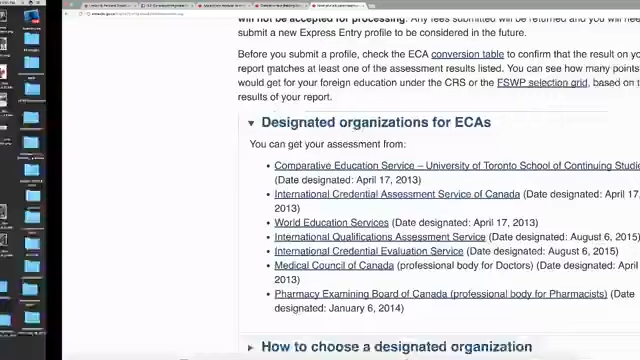 will not be accepted for processing. Any fees submitted will be returned and you will need
submit a new Express Entry profile to be considered in the future.
Before you submit a profile, check the ECA conversion table to confirm that the result on yo
report matches at least one of the assessment results listed. You can see how many points
would get for your foreign education under the CRS or the FSWP selection grid, based on t
results of your report.
Designated organizations for ECAs
You can get your assessment from:
• Comparative Education Service – University of Toronto School of Continuing Studie
(Date designated: April 17, 2013)
• International Credential Assessment Service of Canada (Date designated: April 17,
2013)
• World Education Services (Date designated: April 17, 2013)
• International Qualifications Assessment Service (Date designated: August 6, 2015)
• International Credential Evaluation Service (Date designated: August 6, 2015)
• Medical Council of Canada (professional body for Doctors) (Date designated: April
2013)
• Pharmacy Examining Board of Canada (professional body for Pharmacists) (Date
designated: January 6, 2014)
How to choose a designated organization